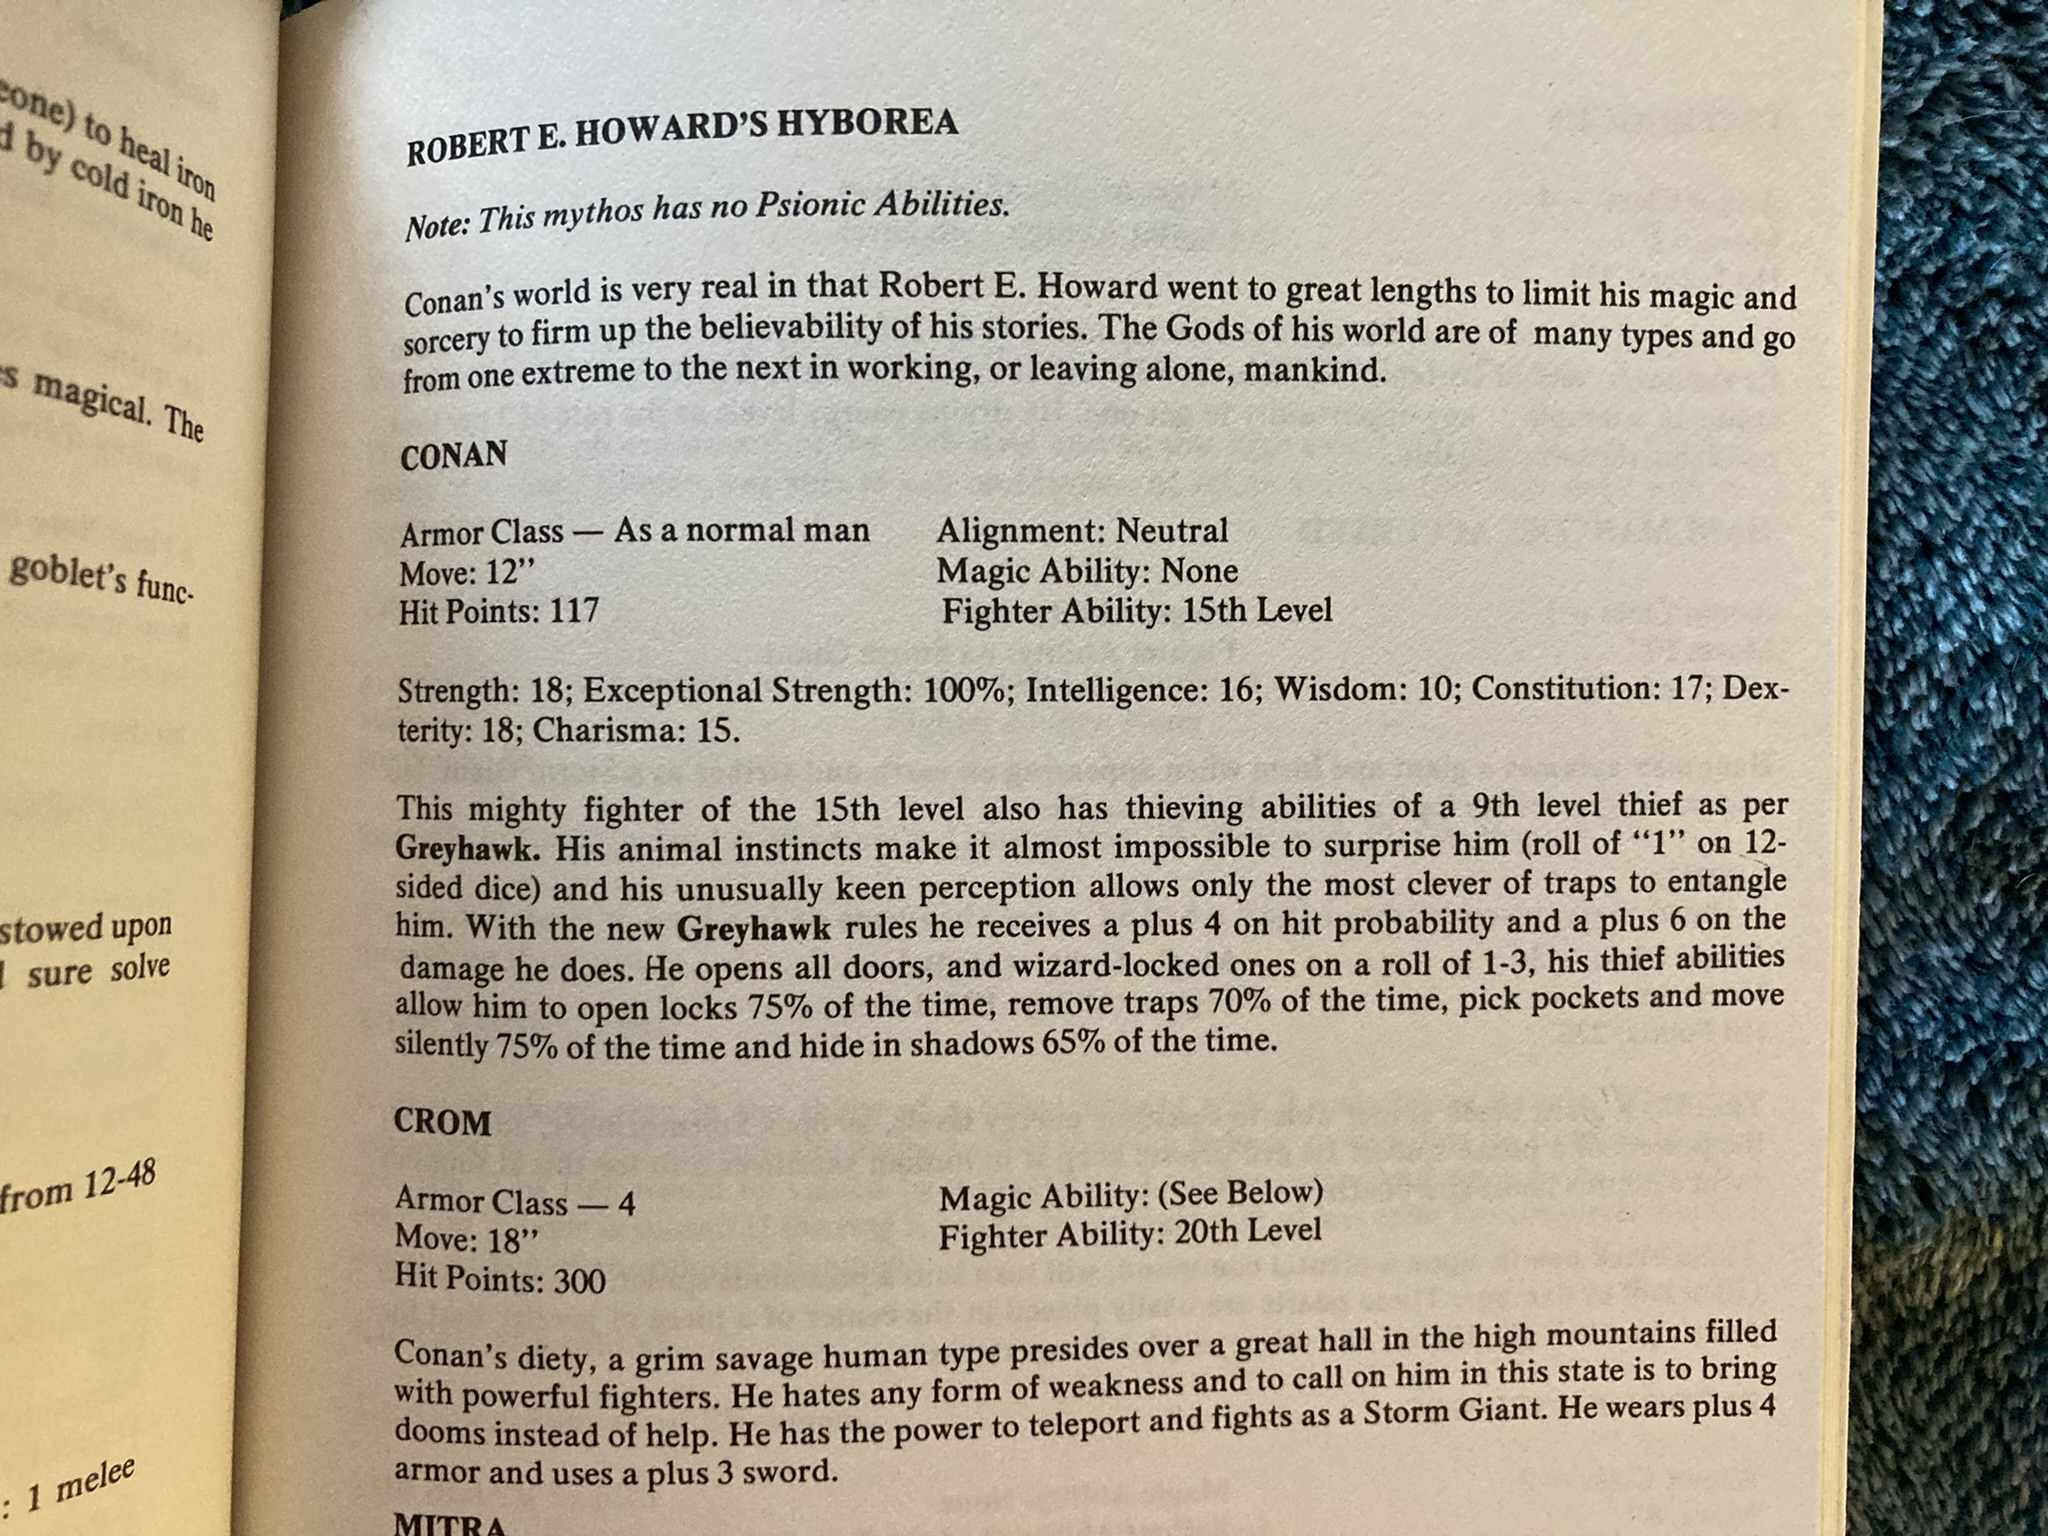 eone) to heal iron
d by cold iron he
s magical. The
goblet's func-
stowed upon
sure solve
from 12-48
: 1 melee
ROBERT E. HOWARD'S HYBOREA
Note: This mythos has no Psionic Abilities.
Conan's world is very real in that Robert E. Howard went to great lengths to limit his magic and
sorcery to firm up the believability of his stories. The Gods of his world are of many types and go
from one extreme to the next in working, or leaving alone, mankind.
CONAN
Armor Class — As a normal man Alignment: Neutral
Move: 12’’ Magic Ability: None
Hit Points: 117 Fighter Ability: 15th Level
Strength: 18; Exceptional Strength: 100%; Intelligence: 16; Wisdom: 10; Constitution: 17; Dex-
terity: 18; Charisma: 15.
This mighty fighter of the 15th level also has thieving abilities of a 9th level thief as per
Greyhawk. His animal instincts make it almost impossible to surprise him (roll of “1” on 12-
sided dice) and his unusually keen perception allows only the most clever of traps to entangle
him. With the new Greyhawk rules he receives a plus 4 on hit probability and a plus 6 on the
damage he does. He opens all doors, and wizard-locked ones on a roll of 1-3, his thief abilities
allow him to open locks 75% of the time, remove traps 70% of the time, pick pockets and move
silently 75% of the time and hide in shadows 65% of the time.
CROM
Armor Class — 4 Magic Ability: (See Below)
Move: 18’’ Fighter Ability: 20th Level
Hit Points: 300
Conan's diety, a grim savage human type presides over a great hall in the high mountains filled
with powerful fighters. He hates any form of weakness and to call on him in this state is to bring
dooms instead of help. He has the power to teleport and fights as a Storm Giant. He wears plus 4
armor and uses a plus 3 sword.
MITRA